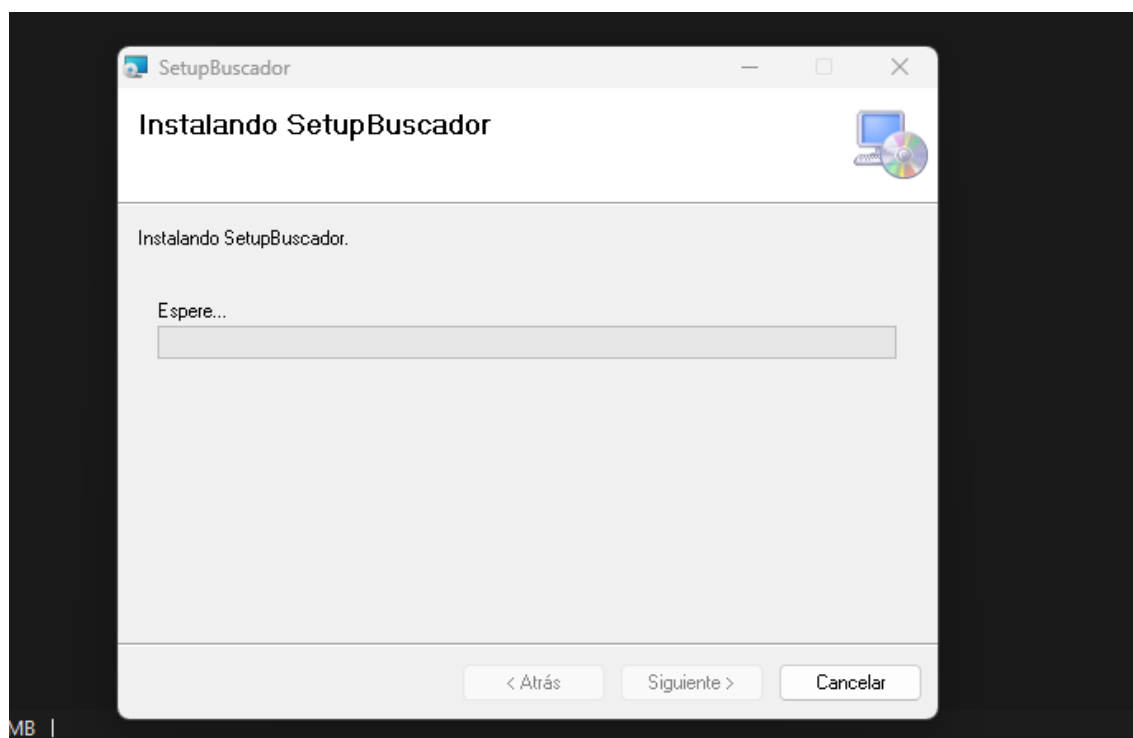 SetupBuscador
Instalando SetupBuscador
Instalando SetupBuscador.
Espere...
< Atrás
Siguiente >
Cancelar
MB |